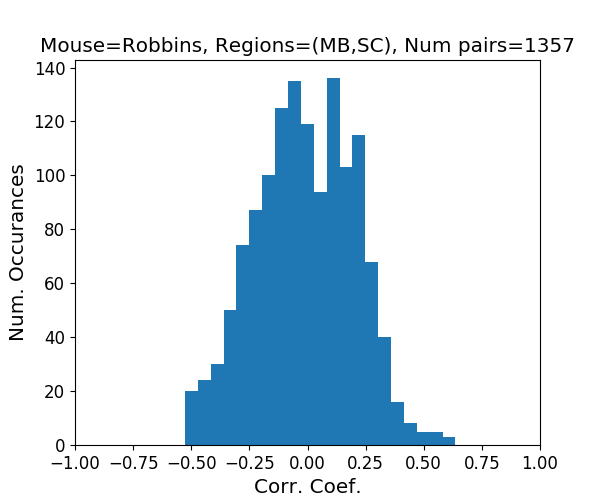 Mouse=Robbins, Regions=(MB,SC), Num pairs=1357
140
120
100
80
60
40
20
0
Num. Occurances
−1.00 −0.75 −0.50 −0.25 0.00 0.25 0.50 0.75 1.00
Corr. Coef.